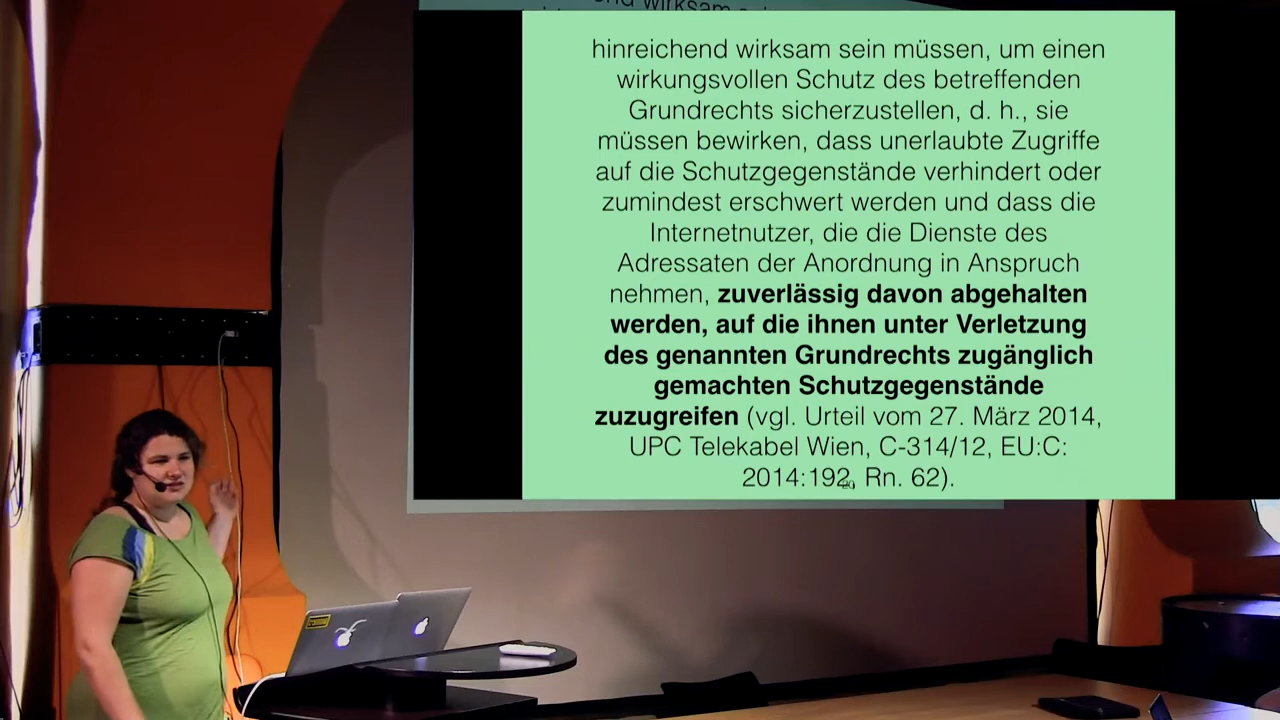 end wirksam
hinreichend wirksam sein müssen, um einen
wirkungsvollen Schutz des betreffenden
Grundrechts sicherzustellen, d. h., sie
müssen bewirken, dass unerlaubte Zugriffe
auf die Schutzgegenstände verhindert oder
zumindest erschwert werden und dass die
Internetnutzer, die die Dienste des
Adressaten der Anordnung in Anspruch
nehmen, zuverlässig davon abgehalten
werden, auf die ihnen unter Verletzung
des genannten Grundrechts zugänglich
gemachten Schutzgegenstände
zuzugreifen (vgl. Urteil vom 27. März 2014,
UPC Telekabel Wien, C-314/12, EU:C:
2014:192, Rn. 62).